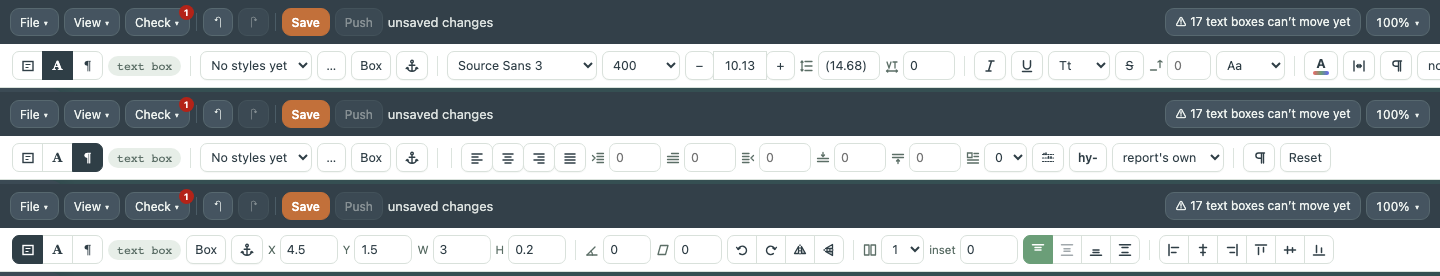 File View Check 1 Save Push unsaved changes ⚠ 17 text boxes can't move yet 100%
A ¶ text box No styles yet ... Box Source Sans 3 400 − 10.13 + (14.68) VT 0 I U Tt S 0 Aa A ¶ no
File View Check 1 Save Push unsaved changes ⚠ 17 text boxes can't move yet 100%
A ¶ text box No styles yet ... Box 0 0 0 0 0 0 hy- report's own ¶ Reset
File View Check 1 Save Push unsaved changes ⚠ 17 text boxes can't move yet 100%
A ¶ text box Box X 4.5 Y 1.5 W 3 H 0.2 0 0 1 inset 0